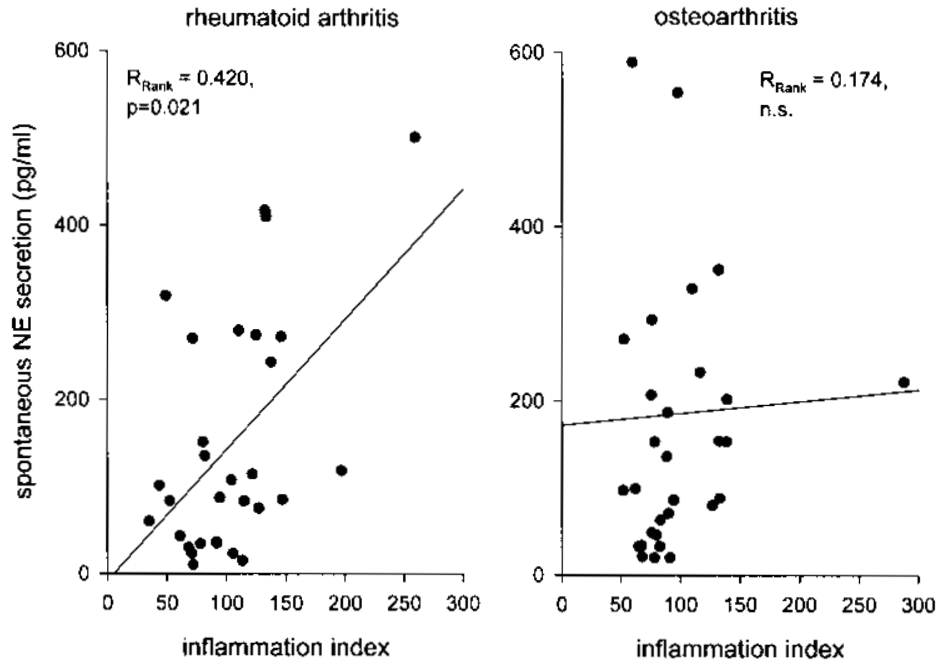 rheumatoid arthritis
osteoarthritis
spontaneous NE secretion (pg/ml)
600
400
200
0
R_Rank = 0.420,
p=0.021
0 50 100 150 200 250 300
inflammation index
600
400
200
0
R_Rank = 0.174,
n.s.
0 50 100 150 200 250 300
inflammation index